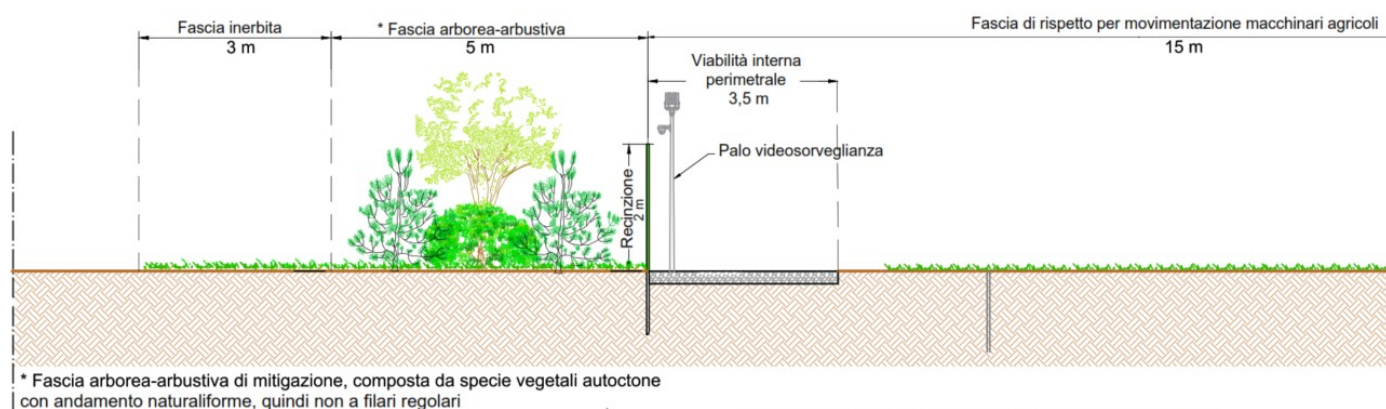 Fascia inerbita
3 m
* Fascia arborea-arbustiva
5 m
Fascia di rispetto per movimentazione macchinari agricoli
15 m
Viabilità interna
perimetrale
3,5 m
Palo videosorveglianza
Recinzione
2 m
* Fascia arborea-arbustiva di mitigazione, composta da specie vegetali autoctone
con andamento naturaliforme, quindi non a filari regolari